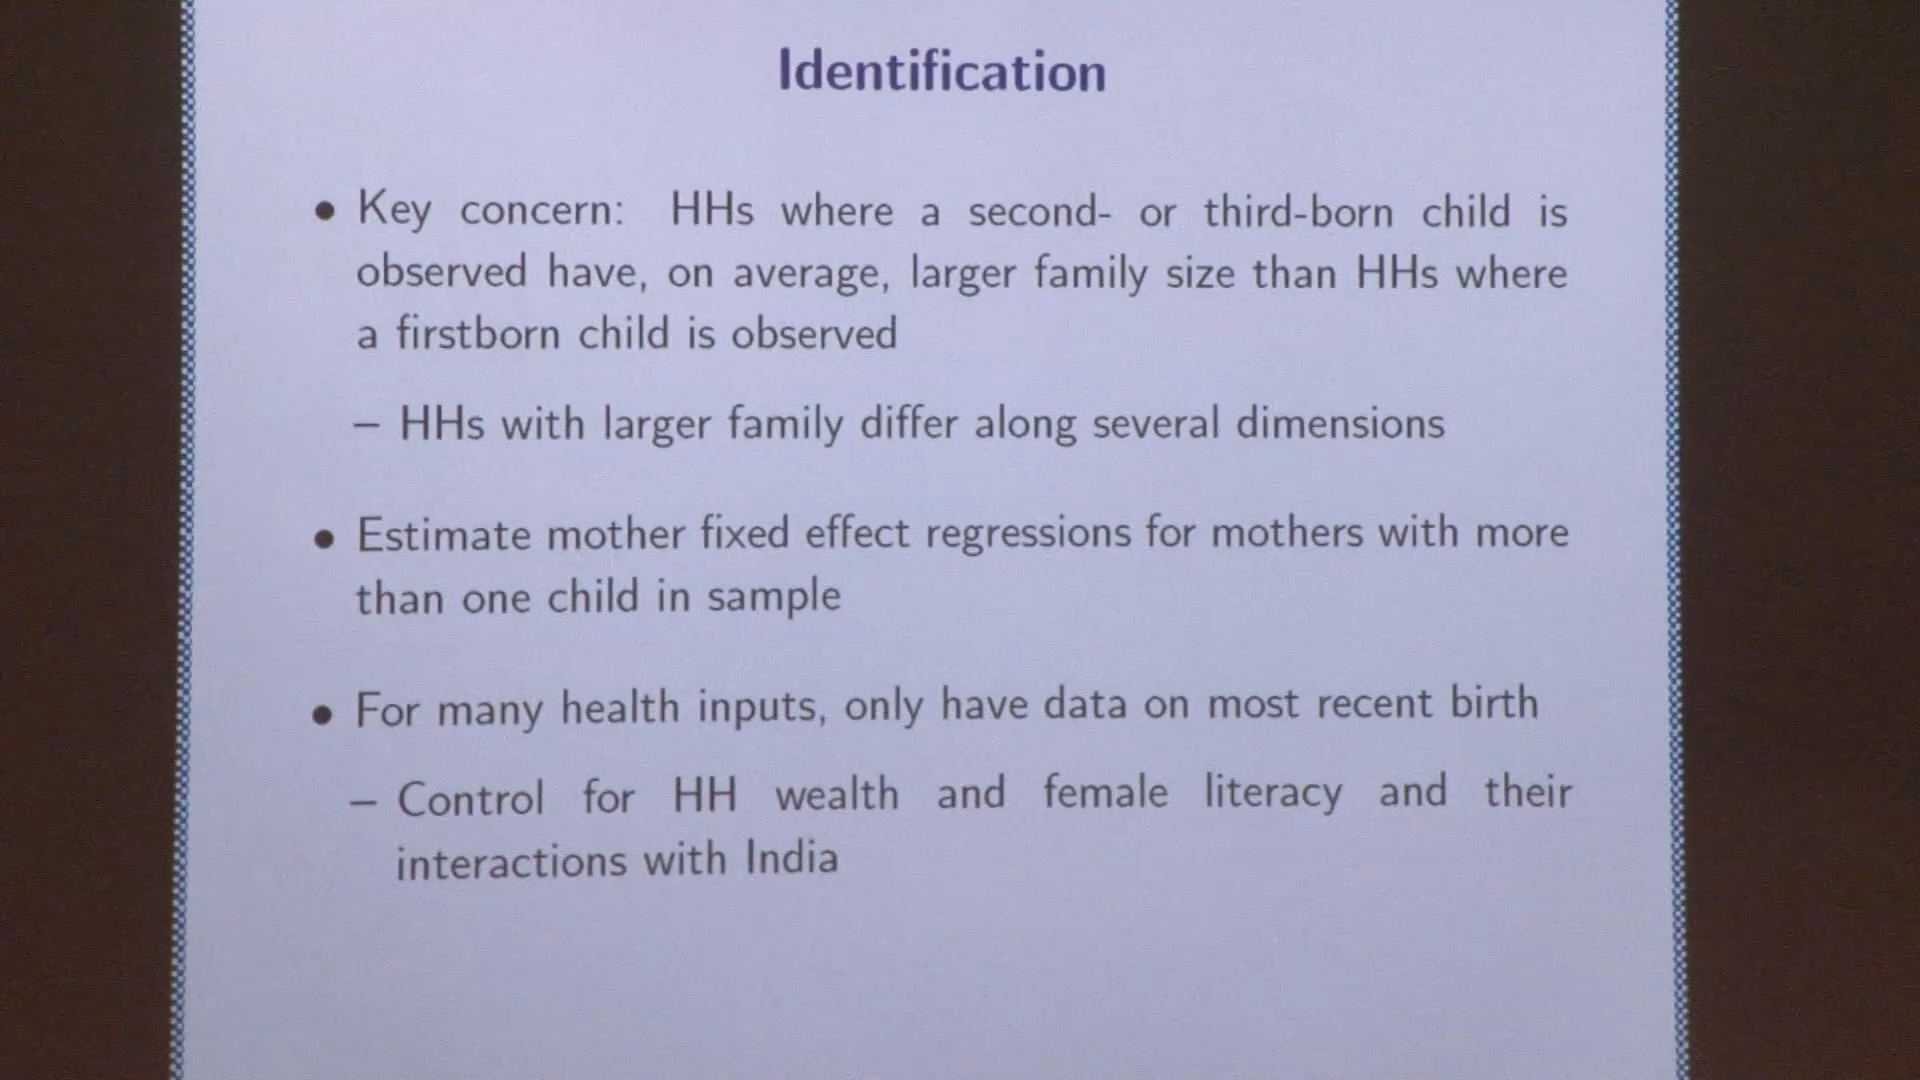 Identification
• Key concern: HHs where a second- or third-born child is
observed have, on average, larger family size than HHs where
a firstborn child is observed
– HHs with larger family differ along several dimensions
• Estimate mother fixed effect regressions for mothers with more
than one child in sample
• For many health inputs, only have data on most recent birth
– Control for HH wealth and female literacy and their
interactions with India